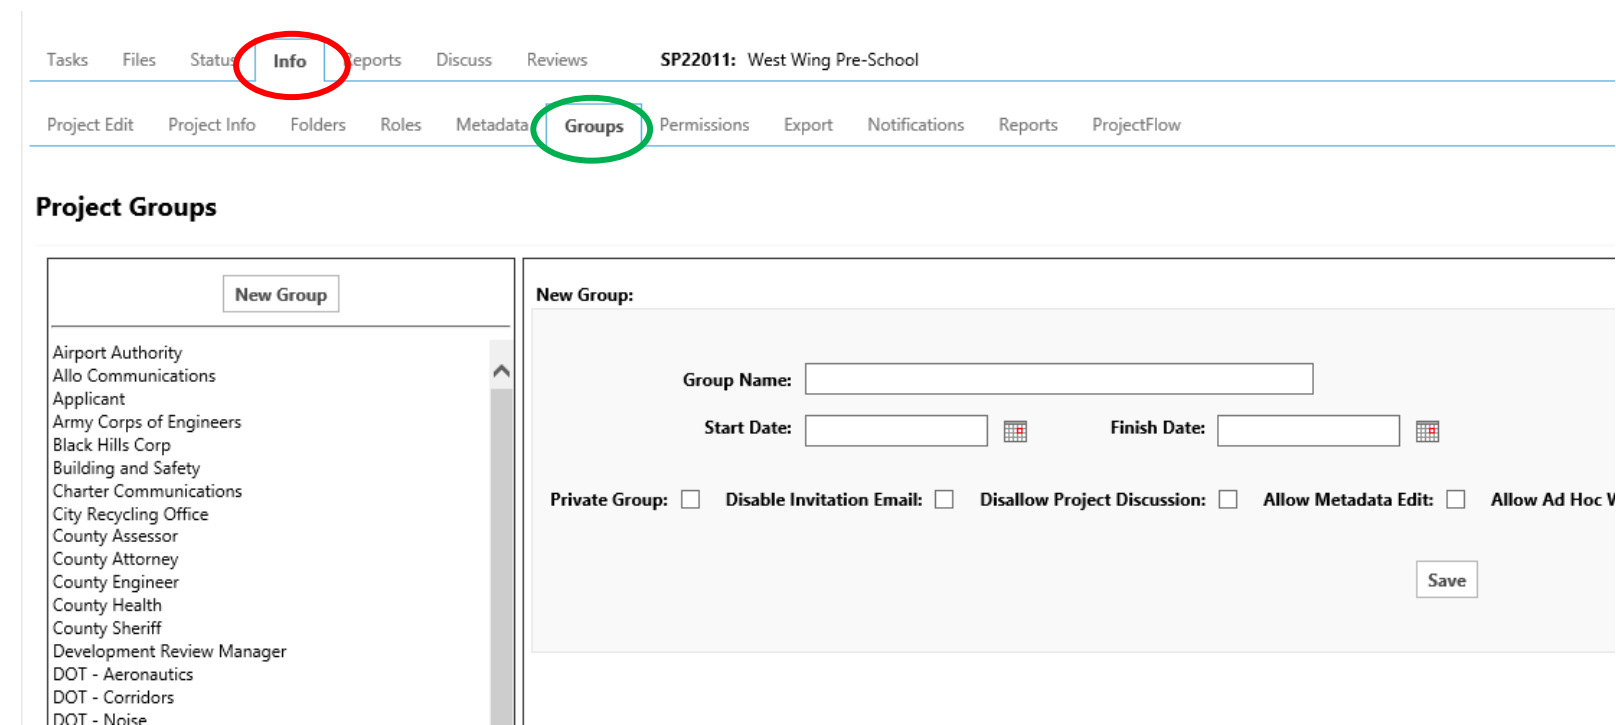 Tasks Files Status Info Reports Discuss Reviews SP22011: West Wing Pre-School
Project Edit Project Info Folders Roles Metadata Groups Permissions Export Notifications Reports ProjectFlow
Project Groups
New Group
New Group:
Airport Authority
Allo Communications
Applicant
Army Corps of Engineers
Black Hills Corp
Building and Safety
Charter Communications
City Recycling Office
County Assessor
County Attorney
County Engineer
County Health
County Sheriff
Development Review Manager
DOT - Aeronautics
DOT - Corridors
DOT - Noise
Group Name:
Start Date: Finish Date:
Private Group: Disable Invitation Email: Disallow Project Discussion: Allow Metadata Edit: Allow Ad Hoc
Save